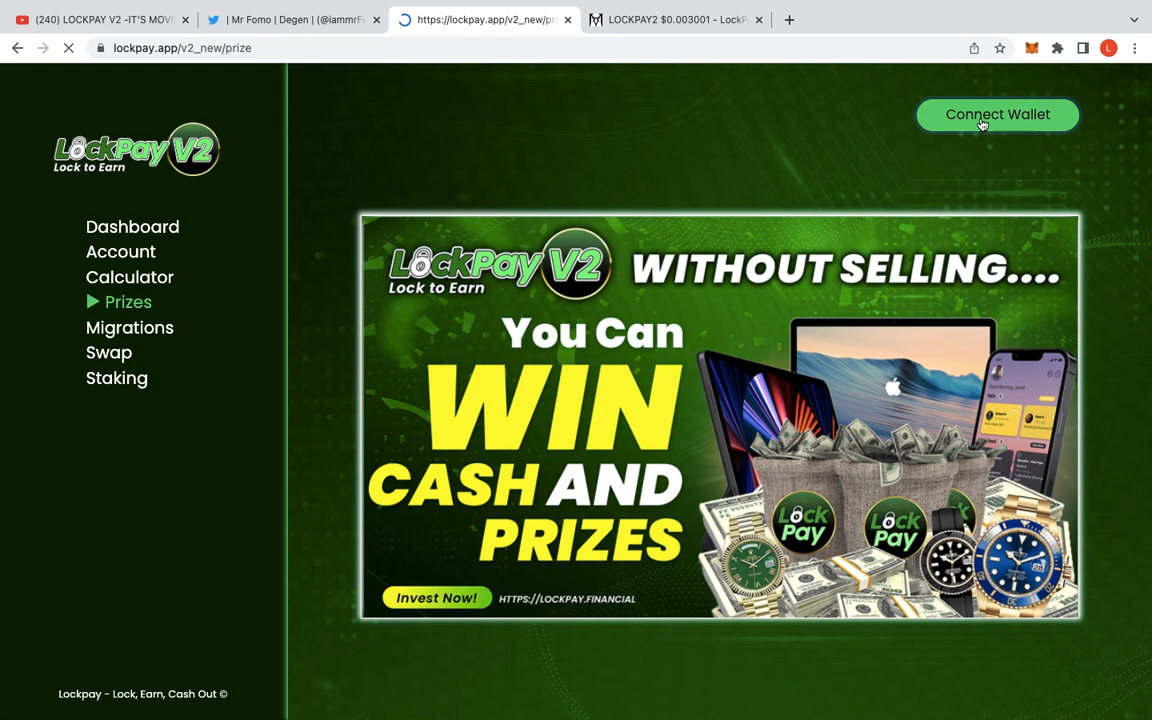 (240) LOCKPAY V2 -IT'S MOVI
| Mr Fomo | Degen | (@iammrFo
https://lockpay.app/v2_new/pri
LOCKPAY2 $0.003001 - LockP
lockpay.app/v2_new/prize
L
Connect Wallet
LockPay V2
Lock to Earn
Dashboard
Account
Calculator
Prizes
Migrations
Swap
Staking
LockPay V2
Lock to Earn
WITHOUT SELLING....
You Can
WIN
CASH AND
PRIZES
Lock
Pay
Lock
Pay
Invest Now!
HTTPS://LOCKPAY.FINANCIAL
Lockpay - Lock, Earn, Cash Out ©